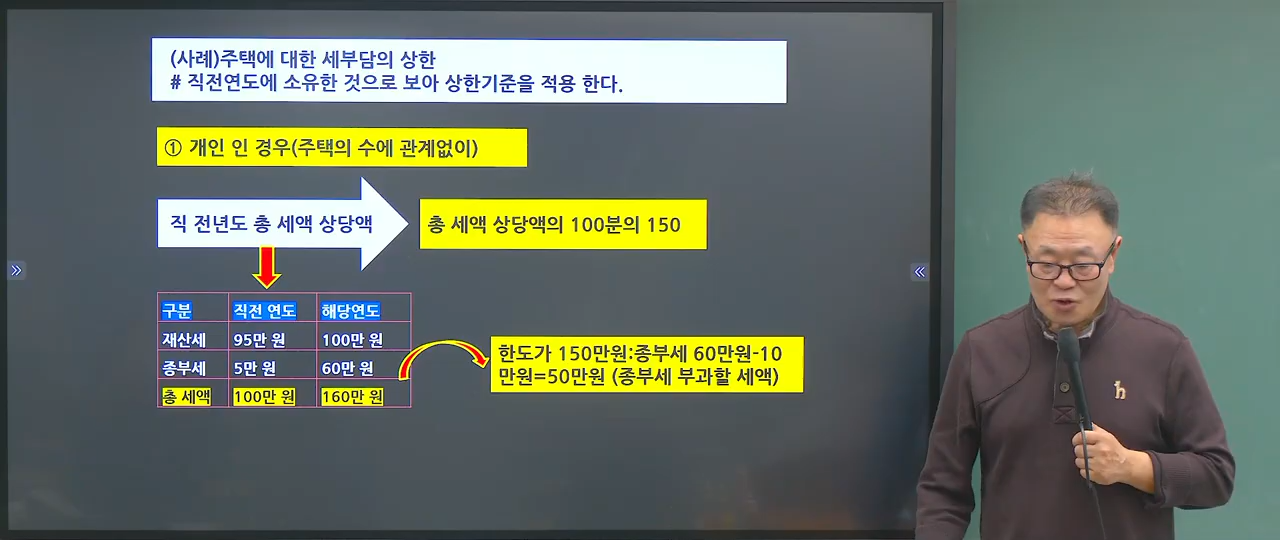 (사례)주택에 대한 세부담의 상한
# 직전연도에 소유한 것으로 보아 상한기준을 적용 한다.
① 개인 인 경우(주택의 수에 관계없이)
직 전년도 총 세액 상당액
총 세액 상당액의 100분의 150
구분 직전 연도 해당연도
재산세 95만 원 100만 원
종부세 5만 원 60만 원
총 세액 100만 원 160만 원
한도가 150만원:종부세 60만원-10
만원=50만원 (종부세 부과할 세액)